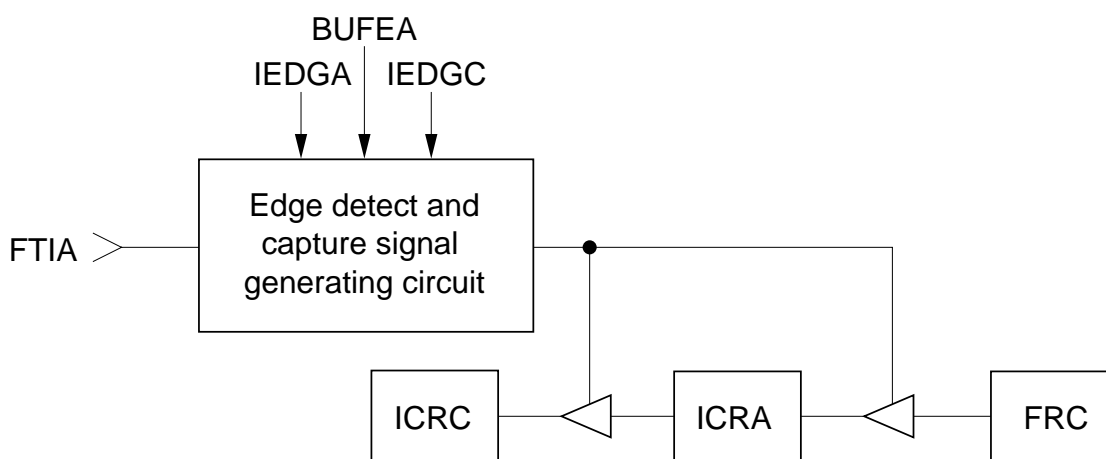 BUFEA
IEDGA IEDGC
Edge detect and
capture signal
generating circuit
FTIA
ICRC ICRA FRC